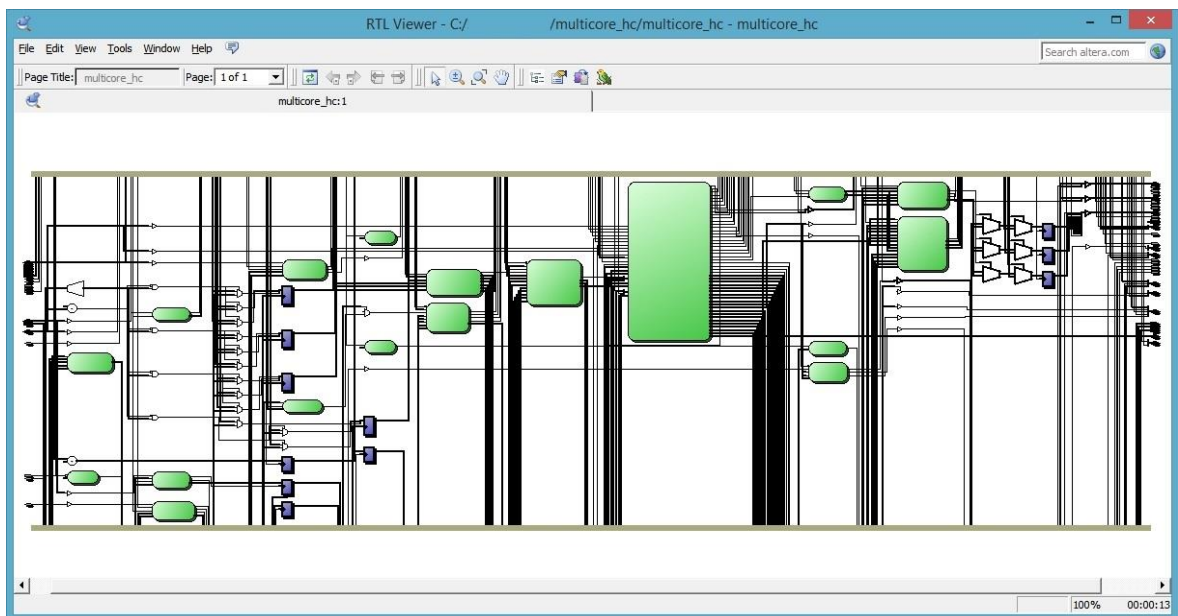 RTL Viewer - C:/ /multicore_hc/multicore_hc - multicore_hc
File Edit View Tools Window Help Search altera.com
Page Title: multicore_hc Page: 1 of 1
multicore_hc:1
100% 00:00:13